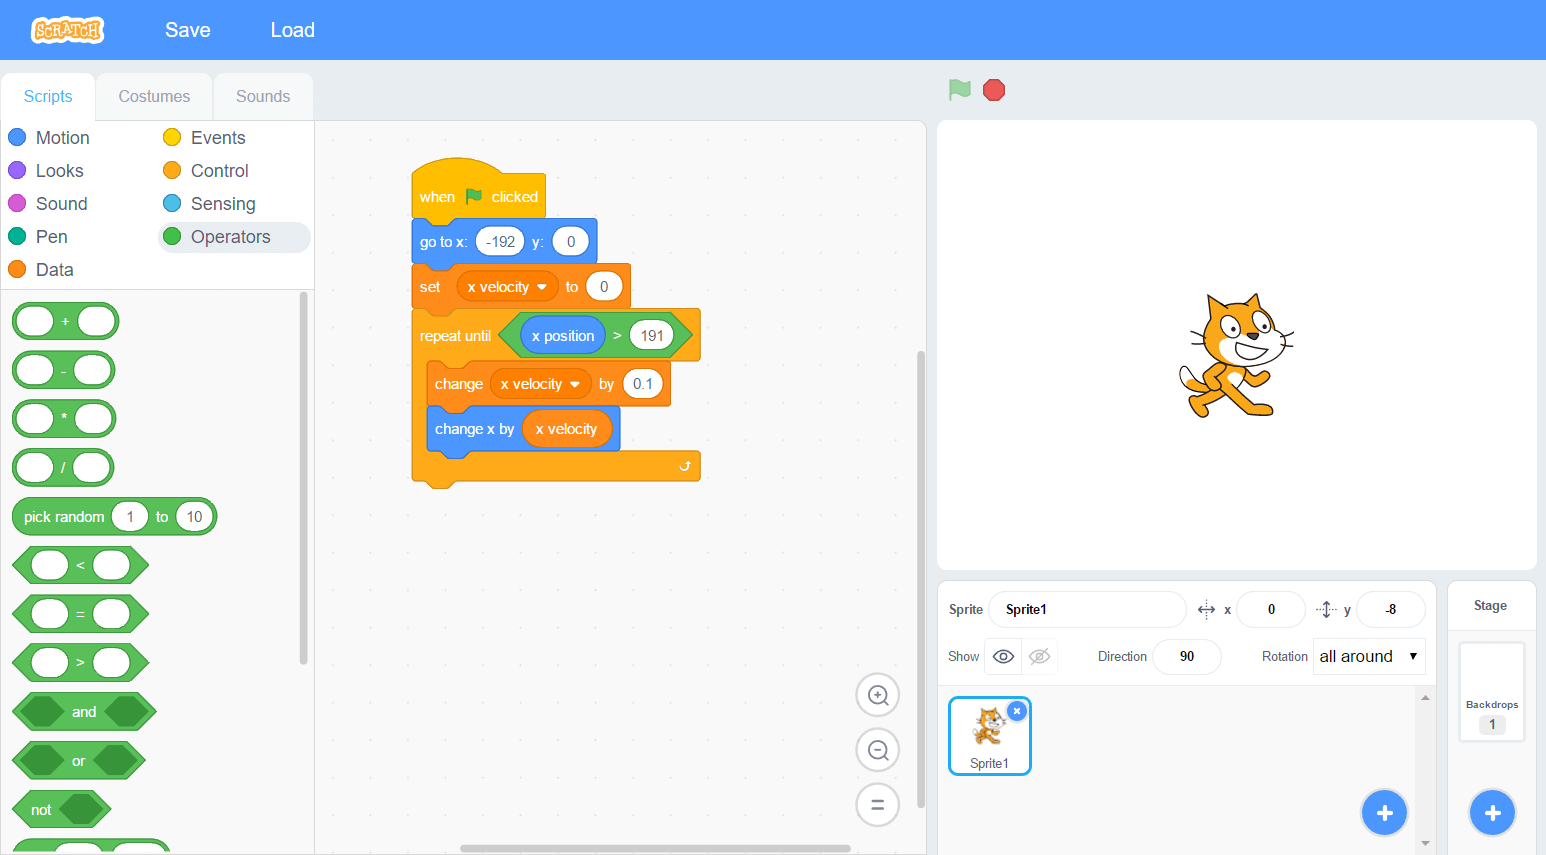 SCRATCH Save Load
Scripts Costumes Sounds
Motion Events
Looks Control
Sound Sensing
Pen Operators
Data
+
-
*
/
pick random 1 to 10
<
=
>
and
or
not
when clicked
go to x: -192 y: 0
set x velocity to 0
repeat until x position > 191
change x velocity by 0.1
change x by x velocity
Sprite Sprite1 x 0 y -8
Show Direction 90 Rotation all around
Sprite1
Stage
Backdrops
1